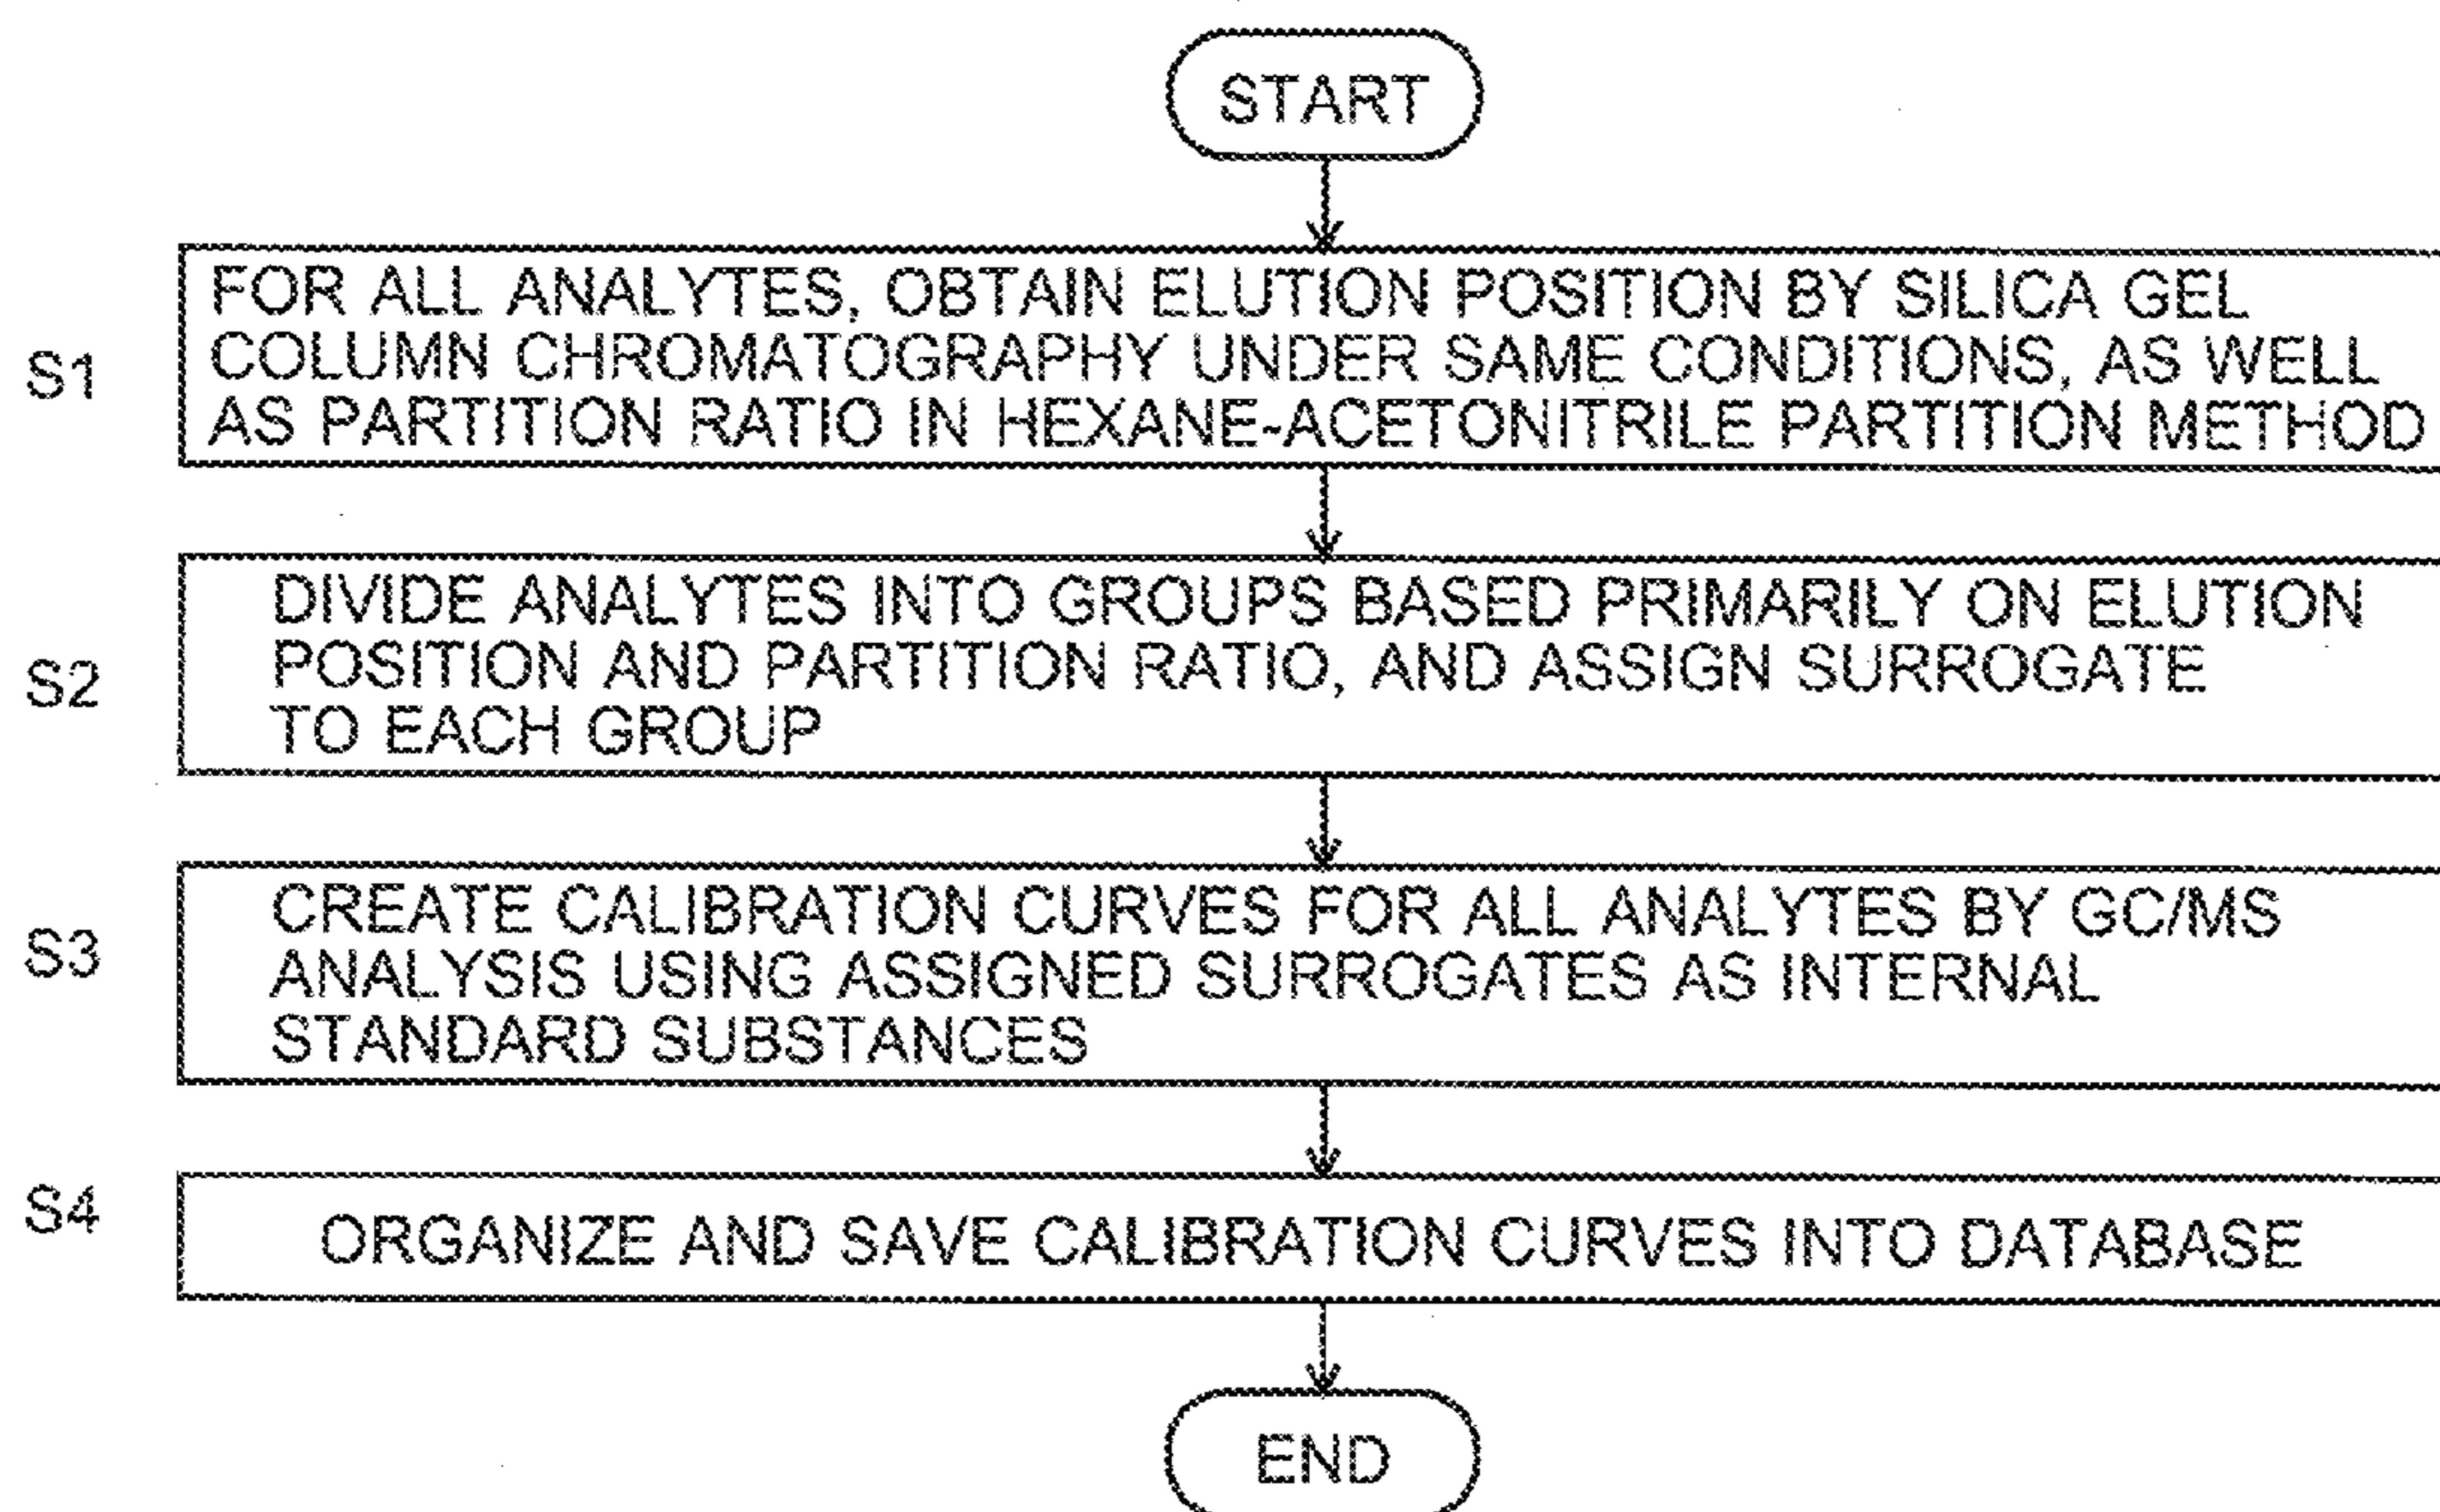 START
S1
FOR ALL ANALYTES, OBTAIN ELUTION POSITION BY SILICA GEL
COLUMN CHROMATOGRAPHY UNDER SAME CONDITIONS, AS WELL
AS PARTITION RATIO IN HEXANE-ACETONITRILE PARTITION METHOD
S2
DIVIDE ANALYTES INTO GROUPS BASED PRIMARILY ON ELUTION
POSITION AND PARTITION RATIO, AND ASSIGN SURROGATE
TO EACH GROUP
S3
CREATE CALIBRATION CURVES FOR ALL ANALYTES BY GC/MS
ANALYSIS USING ASSIGNED SURROGATES AS INTERNAL
STANDARD SUBSTANCES
S4
ORGANIZE AND SAVE CALIBRATION CURVES INTO DATABASE
END